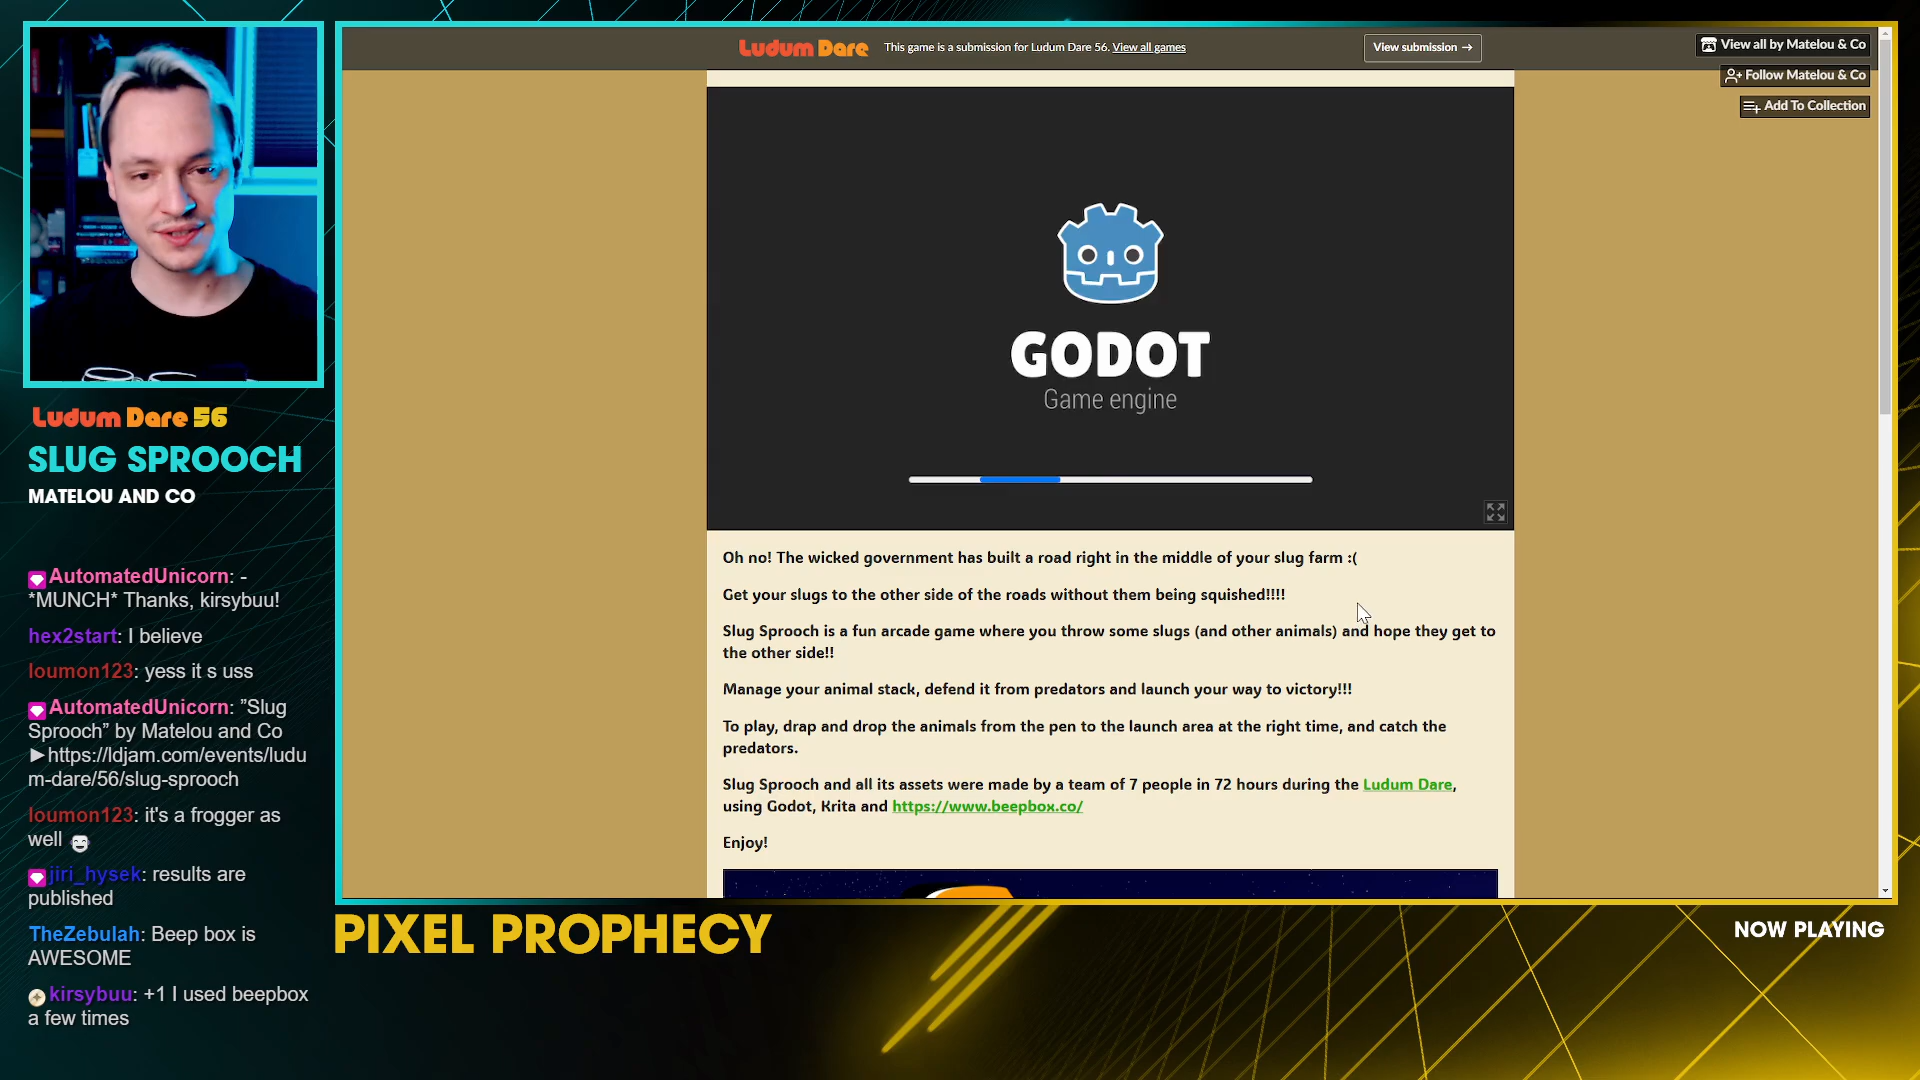 Ludum Dare
This game is a submission for Ludum Dare 56. View all games
View submission →
View all by Matelou & Co
Follow Matelou & Co
Add To Collection
GODOT
Game engine
Oh no! The wicked government has built a road right in the middle of your slug farm :(
Get your slugs to the other side of the roads without them being squished!!!!
Slug Sprooch is a fun arcade game where you throw some slugs (and other animals) and hope they get to
the other side!!
Manage your animal stack, defend it from predators and launch your way to victory!!!
To play, drap and drop the animals from the pen to the launch area at the right time, and catch the
predators.
Slug Sprooch and all its assets were made by a team of 7 people in 72 hours during the Ludum Dare,
using Godot, Krita and https://www.beepbox.co/
Enjoy!
Ludum Dare 56
SLUG SPROOCH
MATELOU AND CO
AutomatedUnicorn: -
*MUNCH* Thanks, kirsybuu!
hex2start: I believe
loumon123: yess it s uss
AutomatedUnicorn: ”Slug
Sprooch” by Matelou and Co
►https://ldjam.com/events/ludu
m-dare/56/slug-sprooch
loumon123: it's a frogger as
well
jiri_hysek: results are
published
TheZebulah: Beep box is
AWESOME
kirsybuu: +1 I used beepbox
a few times
PIXEL PROPHECY
NOW PLAYING